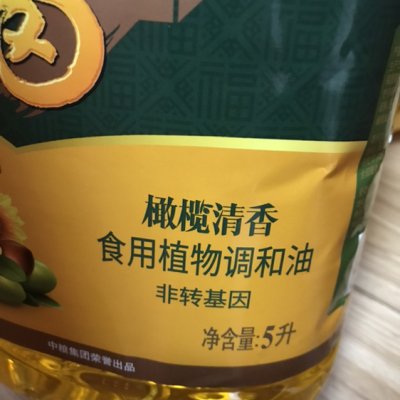 橄榄清香
食用植物调和油
非转基因
净含量:5升
中粮集团荣誉出品